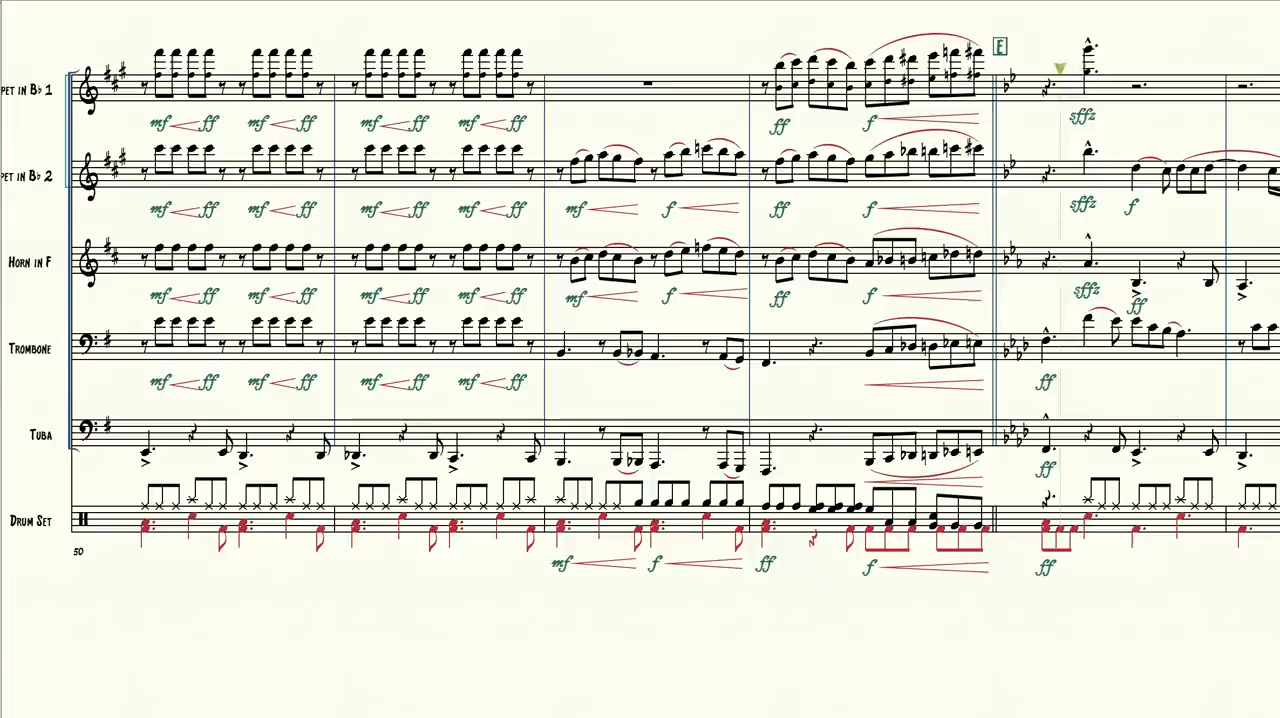 E
pet in B♭ 1
mf ff mf ff mf ff mf ff ff f sffz
pet in B♭ 2
mf ff mf ff mf ff mf ff mf f ff f sffz f
Horn in F
mf ff mf ff mf ff mf ff mf f ff f sffz ff
Trombone
mf ff mf ff mf ff mf ff ff
Tuba
ff
Drum Set
50
mf f ff f ff